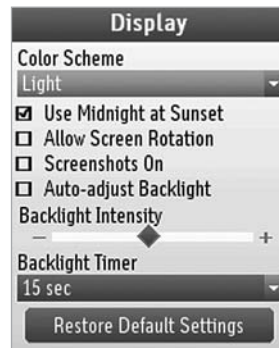 Display
Color Scheme
Light
Use Midnight at Sunset
Allow Screen Rotation
Screenshots On
Auto-adjust Backlight
Backlight Intensity
− +
Backlight Timer
15 sec
Restore Default Settings